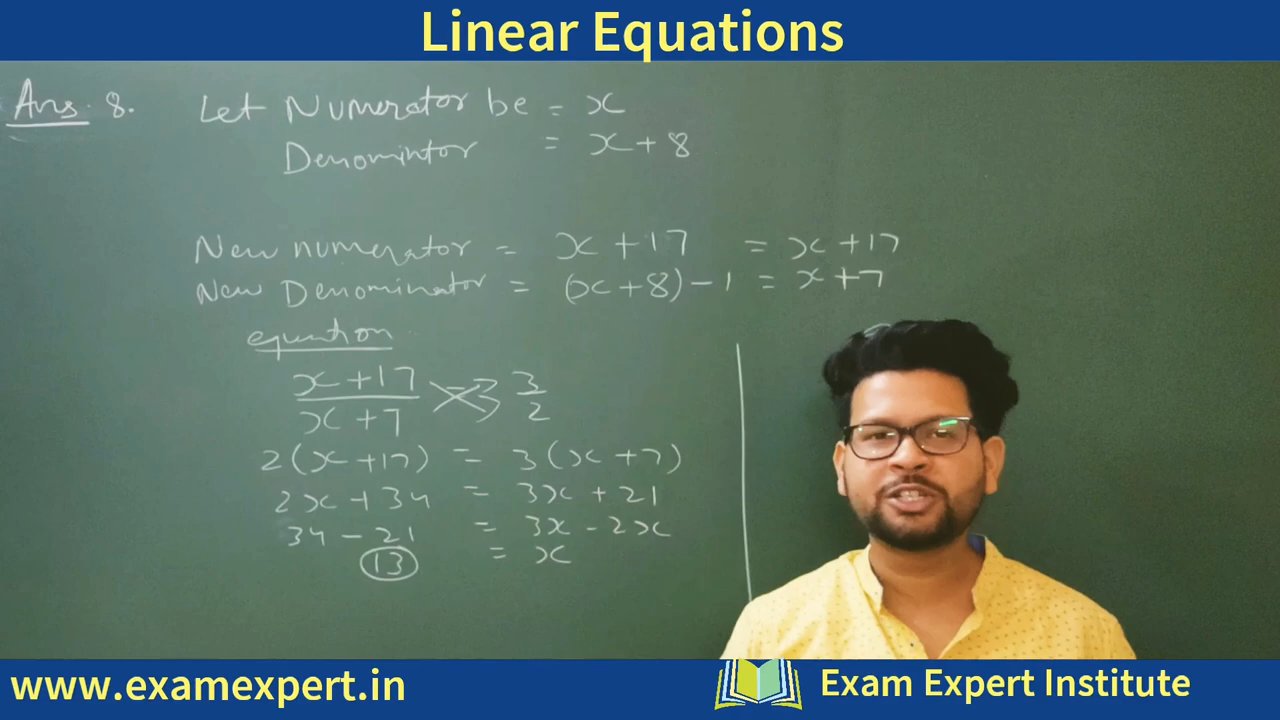 Linear Equations
Ans. 8. Let Numerator be = x
Denomintor = x + 8
New numerator = x + 17 = x + 17
New Denominator = (x + 8) - 1 = x + 7
equation
x + 17 / x + 7 = 3 / 2
2(x + 17) = 3(x + 7)
2x + 34 = 3x + 21
34 - 21 = 3x - 2x
13 = x
www.examexpert.in
Exam Expert Institute